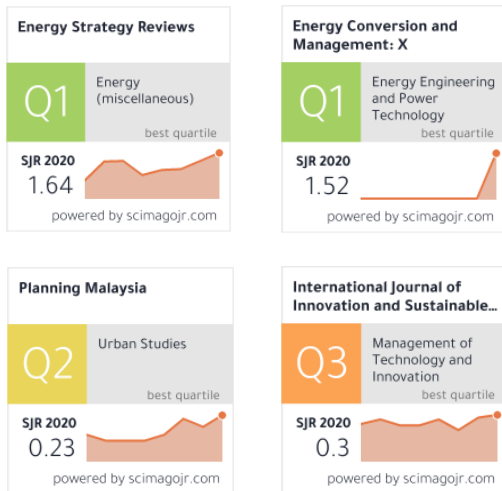 Energy Strategy Reviews
Q1
Energy
(miscellaneous)
best quartile
SJR 2020
1.64
powered by scimagojr.com
Energy Conversion and
Management: X
Q1
Energy Engineering
and Power
Technology
best quartile
SJR 2020
1.52
powered by scimagojr.com
Planning Malaysia
Q2
Urban Studies
best quartile
SJR 2020
0.23
powered by scimagojr.com
International Journal of
Innovation and Sustainable...
Q3
Management of
Technology and
Innovation
best quartile
SJR 2020
0.3
powered by scimagojr.com